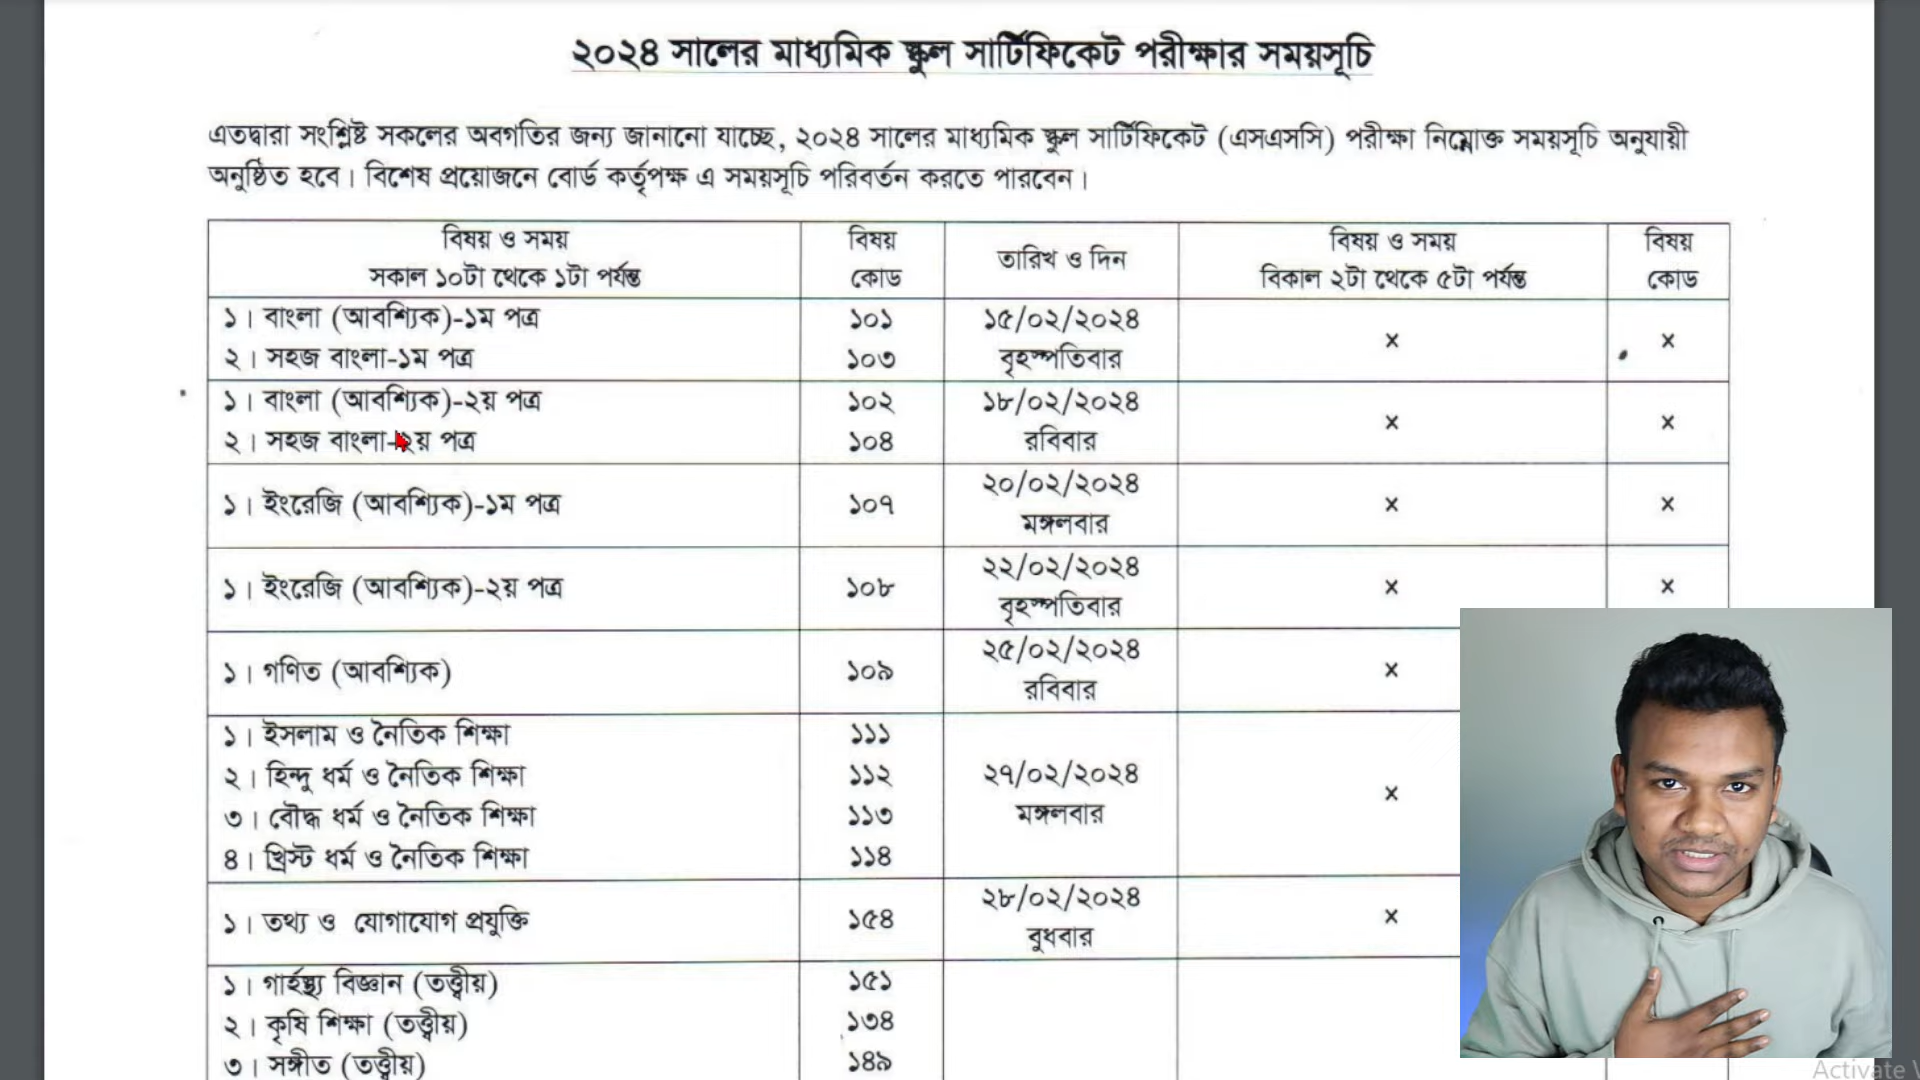 ২০২৪ সালের মাধ্যমিক স্কুল সার্টিফিকেট পরীক্ষার সময়সূচি
এতদ্বারা সংশ্লিষ্ট সকলের অবগতির জন্য জানানো যাচ্ছে, ২০২৪ সালের মাধ্যমিক স্কুল সার্টিফিকেট (এসএসসি) পরীক্ষা নিম্নোক্ত সময়সূচি অনুযায়ী
অনুষ্ঠিত হবে। বিশেষ প্রয়োজনে বোর্ড কর্তৃপক্ষ এ সময়সূচি পরিবর্তন করতে পারবেন।
বিষয় ও সময় বিষয় তারিখ ও দিন বিষয় ও সময় বিষয়
সকাল ১০টা থেকে ১টা পর্যন্ত কোড বিকাল ২টা থেকে ৫টা পর্যন্ত কোড
১। বাংলা (আবশ্যিক)-১ম পত্র ১০১ ১৫/০২/২০২৪ × ×
২। সহজ বাংলা-১ম পত্র ১০৩ বৃহস্পতিবার
১। বাংলা (আবশ্যিক)-২য় পত্র ১০২ ১৮/০২/২০২৪ × ×
২। সহজ বাংলা-২য় পত্র ১০৪ রবিবার
১। ইংরেজি (আবশ্যিক)-১ম পত্র ১০৭ ২০/০২/২০২৪ × ×
মঙ্গলবার
১। ইংরেজি (আবশ্যিক)-২য় পত্র ১০৮ ২২/০২/২০২৪ × ×
বৃহস্পতিবার
১। গণিত (আবশ্যিক) ১০৯ ২৫/০২/২০২৪ ×
রবিবার
১। ইসলাম ও নৈতিক শিক্ষা ১১১
২। হিন্দু ধর্ম ও নৈতিক শিক্ষা ১১২ ২৭/০২/২০২৪ ×
৩। বৌদ্ধ ধর্ম ও নৈতিক শিক্ষা ১১৩ মঙ্গলবার
৪। খ্রিস্ট ধর্ম ও নৈতিক শিক্ষা ১১৪
১। তথ্য ও যোগাযোগ প্রযুক্তি ১৫৪ ২৮/০২/২০২৪ ×
বুধবার
১। গার্হস্থ্য বিজ্ঞান (তত্ত্বীয়) ১৫১
২। কৃষি শিক্ষা (তত্ত্বীয়) ১৩৪
৩। সঙ্গীত (তত্ত্বীয়) ১৪৯
Activate